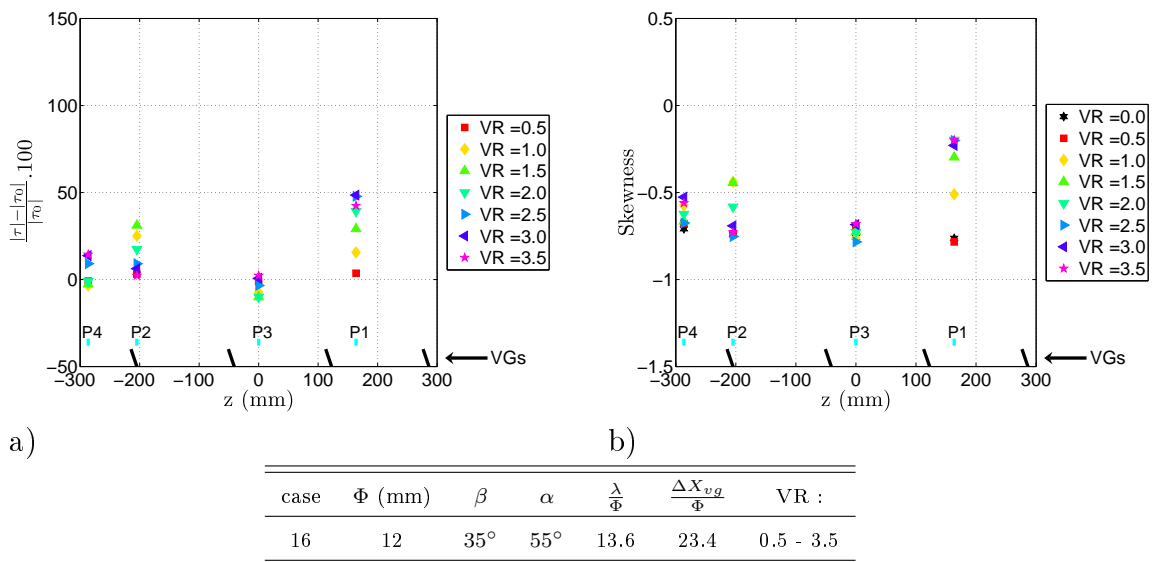 150
100
50
0
−50
|τ|−|τ0|/|τ0| .100
−300 −200 −100 0 100 200 300
z (mm)
P4 P2 P3 P1
VGs
VR =0.5
VR =1.0
VR =1.5
VR =2.0
VR =2.5
VR =3.0
VR =3.5
a)
0.5
0
−0.5
−1
−1.5
Skewness
−300 −200 −100 0 100 200 300
z (mm)
P4 P2 P3 P1
VGs
VR =0.0
VR =0.5
VR =1.0
VR =1.5
VR =2.0
VR =2.5
VR =3.0
VR =3.5
b)
case Φ (mm) β α λ/Φ ΔXvg/Φ VR :
16 12 35° 55° 13.6 23.4 0.5 - 3.5